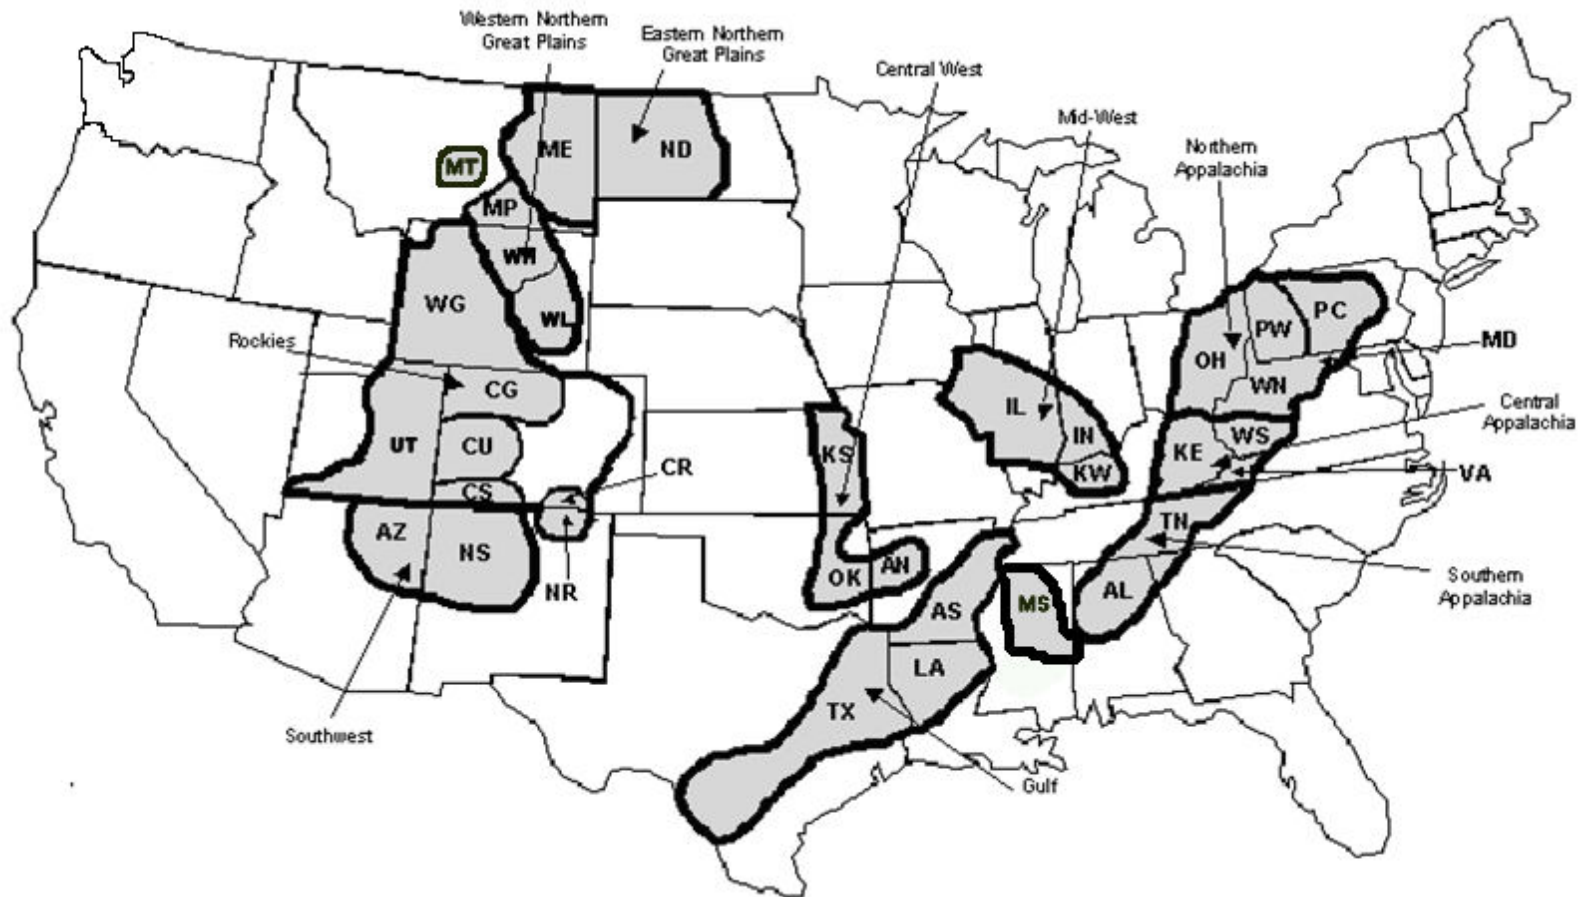 Western Northern
Great Plains
Eastern Northern
Great Plains
Central West
Mid-West
Northern
Appalachia
MT
ME
ND
MP
WH
WG
WL
Rockies
CG
UT
CU
CS
CR
AZ
NS
NR
Southwest
KS
OK
AN
AS
LA
TX
Gulf
MS
IL
IN
KW
OH
PW
PC
MD
WN
Central
Appalachia
KE
WS
VA
TN
AL
Southern
Appalachia